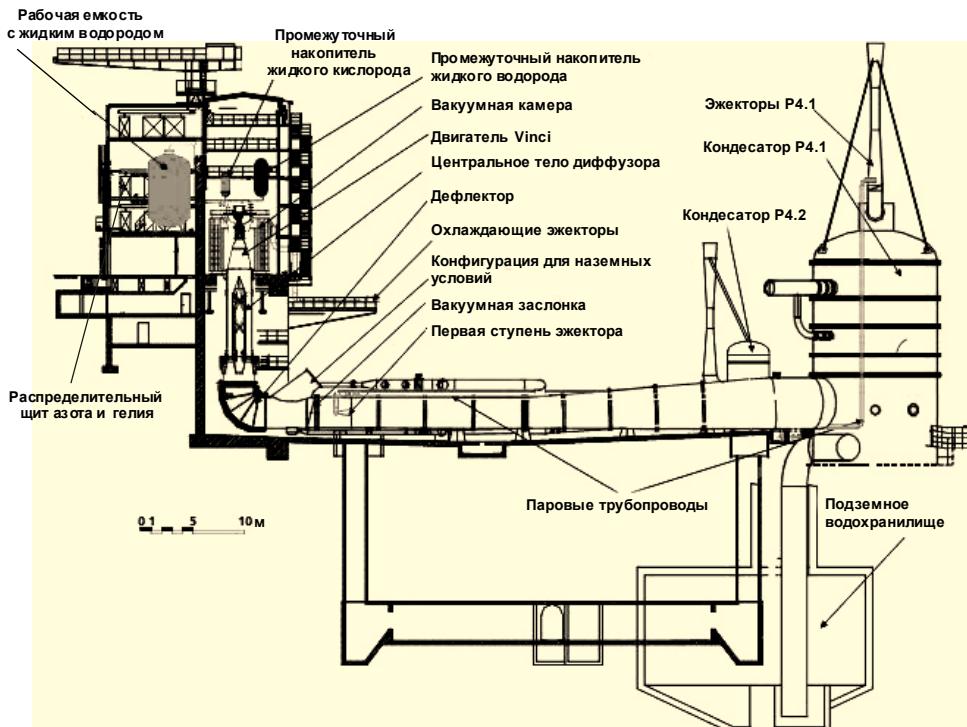 Рабочая емкость
с жидким водородом
Промежуточный
накопитель
жидкого кислорода
Промежуточный накопитель
жидкого водорода
Вакуумная камера
Двигатель Vinci
Центральное тело диффузора
Дефлектор
Охлаждающие эжекторы
Конфигурация для наземных
условий
Вакуумная заслонка
Первая ступень эжектора
Эжекторы P4.1
Кондесатор P4.1
Кондесатор P4.2
Распределительный
щит азота и гелия
Паровые трубопроводы
Подземное
водохранилище
0 1 5 10 м